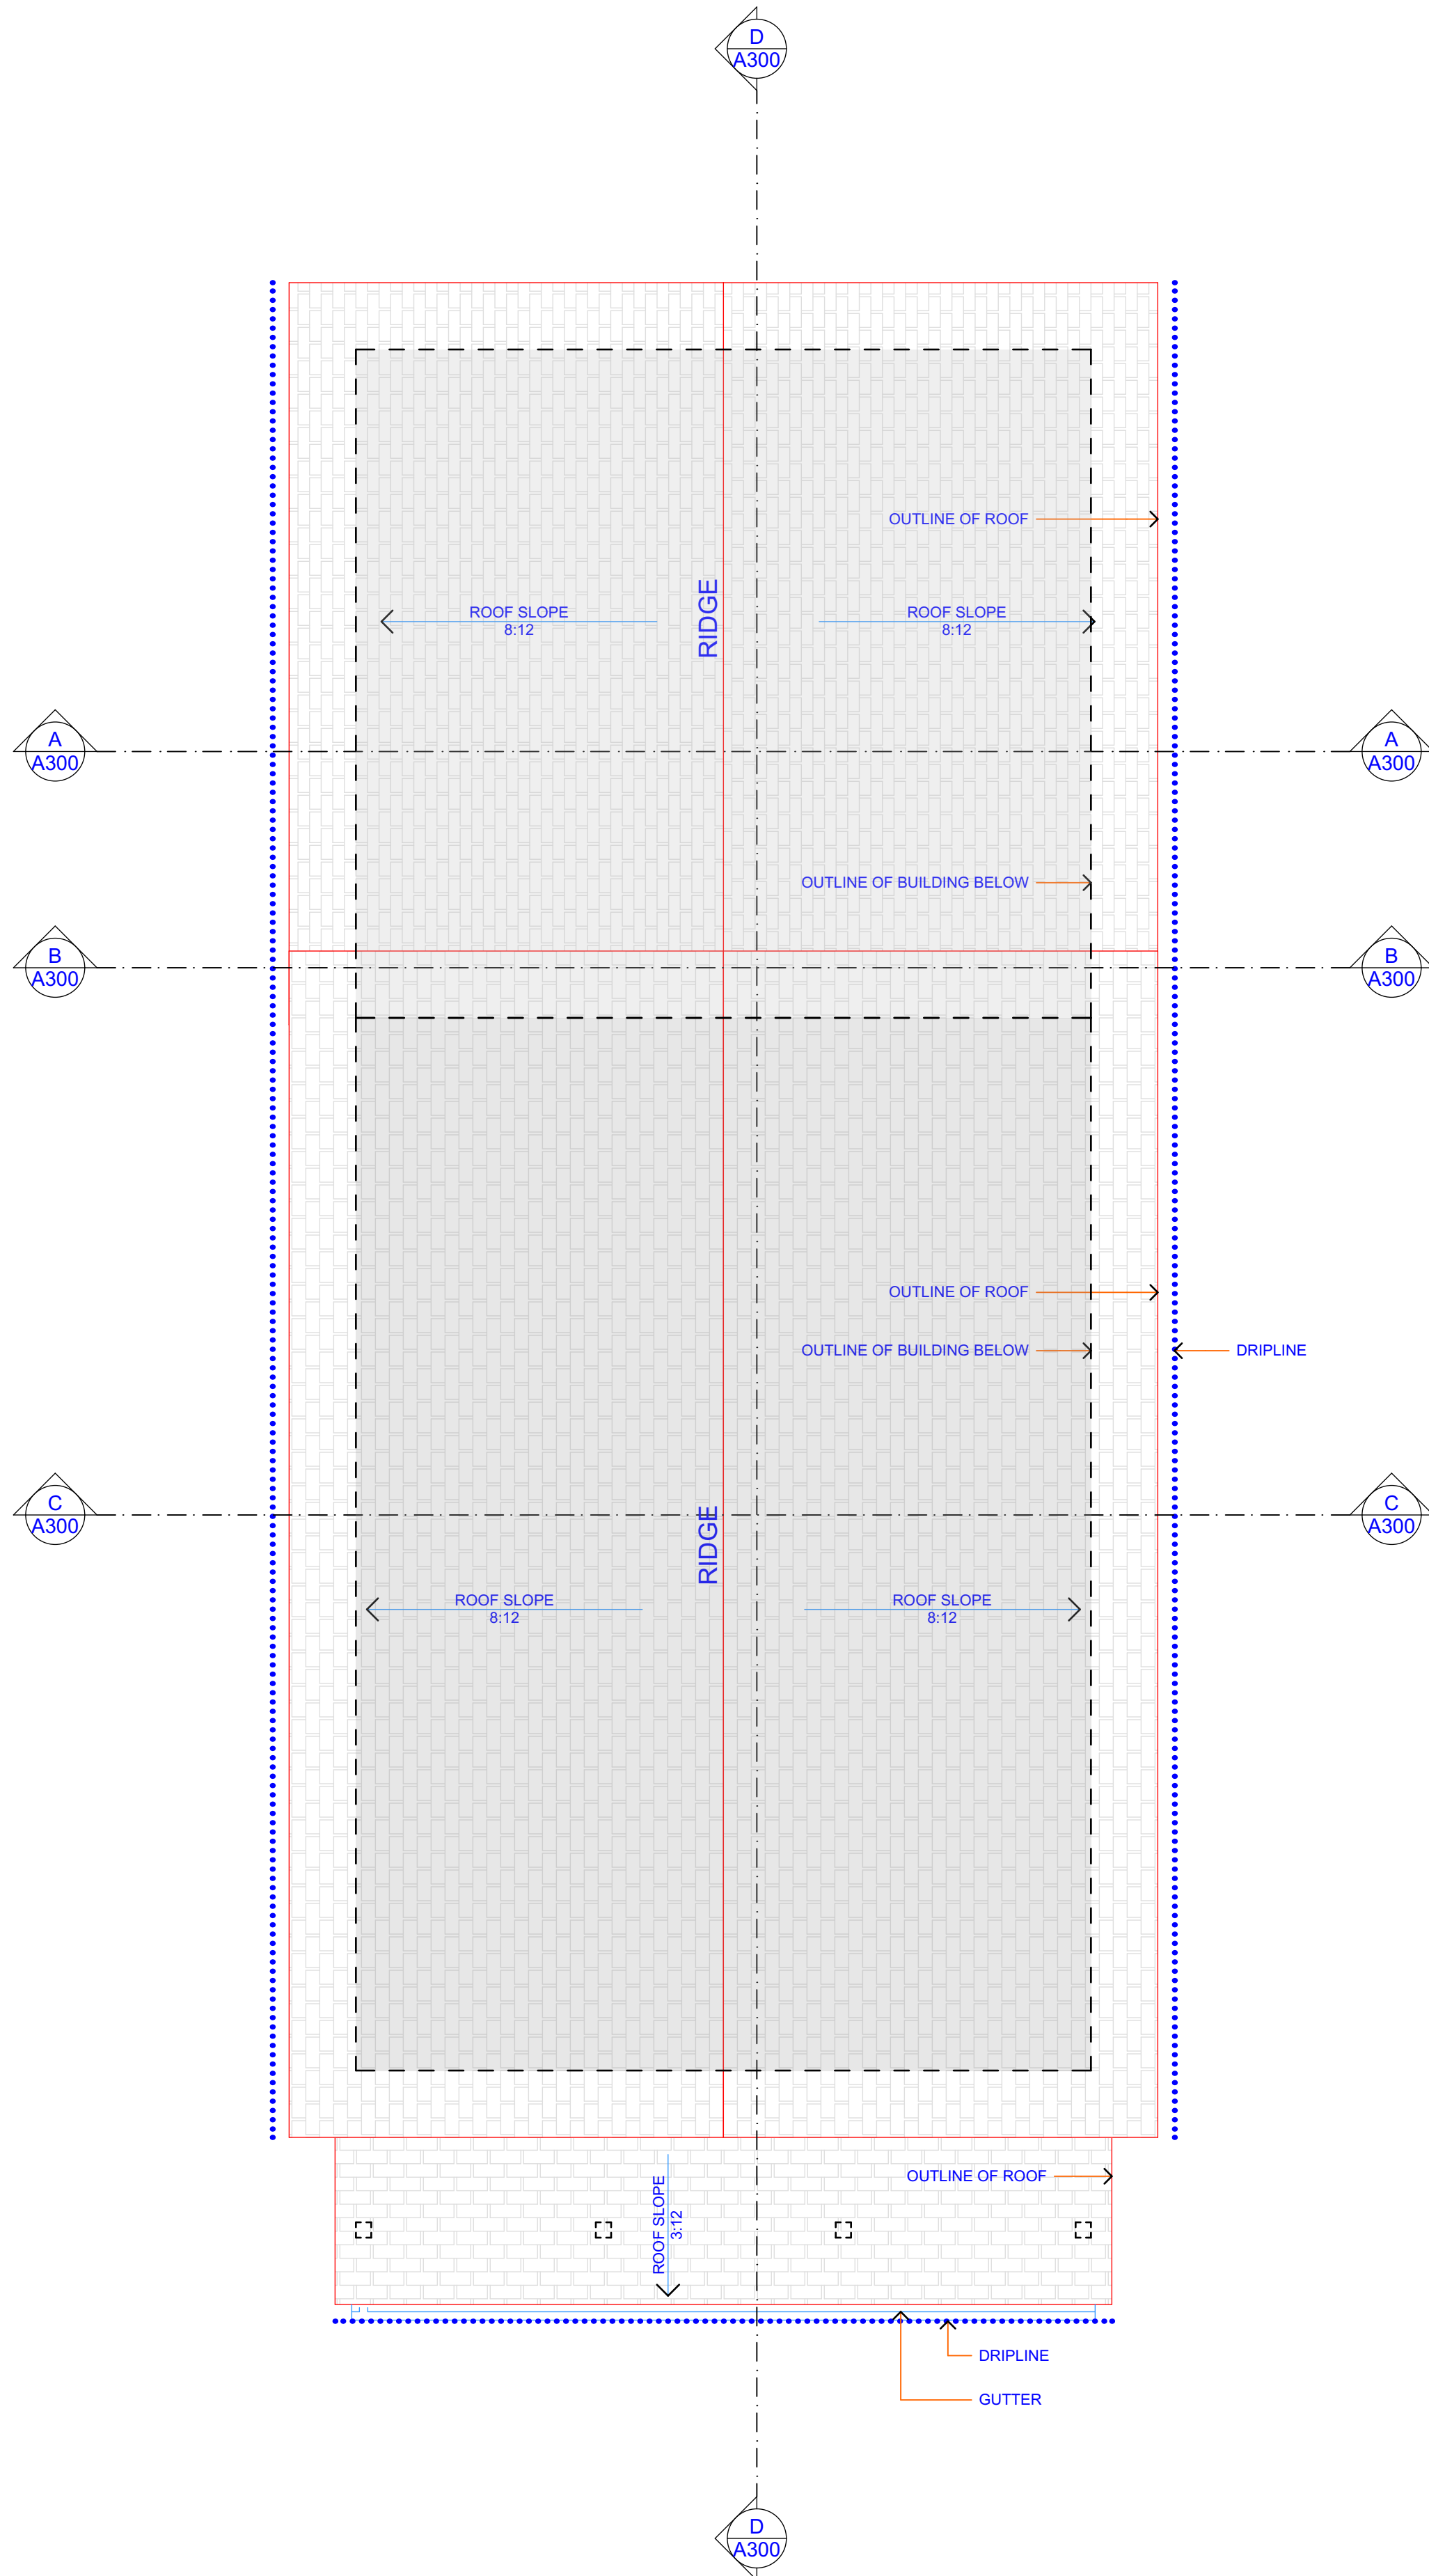 D
A300
OUTLINE OF ROOF
ROOF SLOPE
8:12
RIDGE
ROOF SLOPE
8:12
A
A300
A
A300
OUTLINE OF BUILDING BELOW
B
A300
B
A300
OUTLINE OF ROOF
OUTLINE OF BUILDING BELOW
DRIPLINE
C
A300
RIDGE
C
A300
ROOF SLOPE
8:12
ROOF SLOPE
8:12
OUTLINE OF ROOF
ROOF SLOPE
3:12
DRIPLINE
GUTTER
D
A300